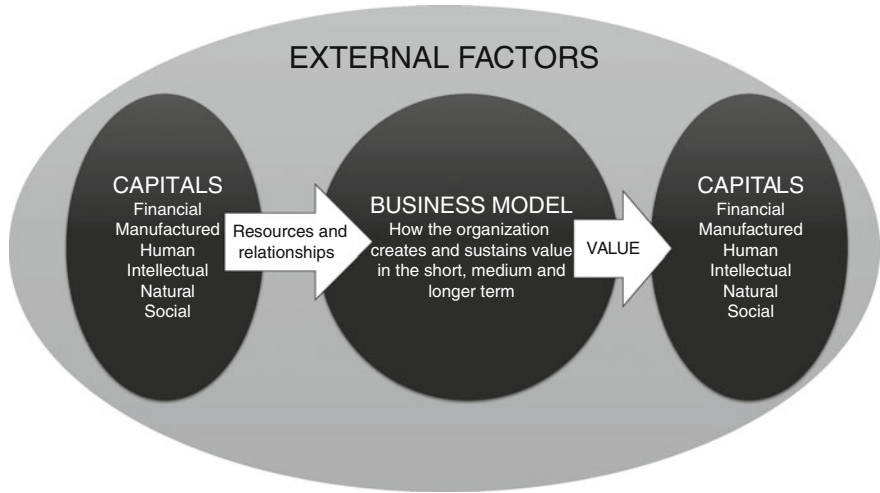 EXTERNAL FACTORS
CAPITALS
Financial
Manufactured
Human
Intellectual
Natural
Social
Resources and
relationships
BUSINESS MODEL
How the organization
creates and sustains value
in the short, medium and
longer term
VALUE
CAPITALS
Financial
Manufactured
Human
Intellectual
Natural
Social